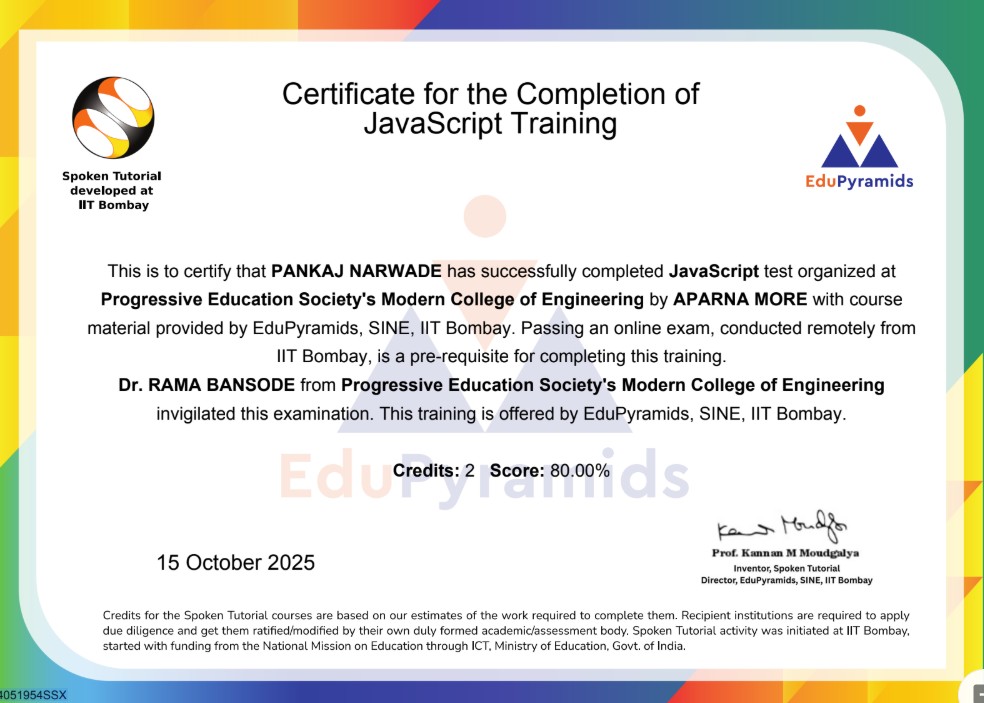 Certificate for the Completion of
JavaScript Training
Spoken Tutorial
developed at
IIT Bombay
EduPyramids
This is to certify that PANKAJ NARWADE has successfully completed JavaScript test organized at
Progressive Education Society's Modern College of Engineering by APARNA MORE with course
material provided by EduPyramids, SINE, IIT Bombay. Passing an online exam, conducted remotely from
IIT Bombay, is a pre-requisite for completing this training.
Dr. RAMA BANSODE from Progressive Education Society's Modern College of Engineering
invigilated this examination. This training is offered by EduPyramids, SINE, IIT Bombay.
EduPyramids
Credits: 2 Score: 80.00%
15 October 2025
Prof. Kannan M Moudgalya
Inventor, Spoken Tutorial
Director, EduPyramids, SINE, IIT Bombay
Credits for the Spoken Tutorial courses are based on our estimates of the work required to complete them. Recipient institutions are required to apply
due diligence and get them ratified/modified by their own duly formed academic/assessment body. Spoken Tutorial activity was initiated at IIT Bombay,
started with funding from the National Mission on Education through ICT, Ministry of Education, Govt. of India.
4051954SSX